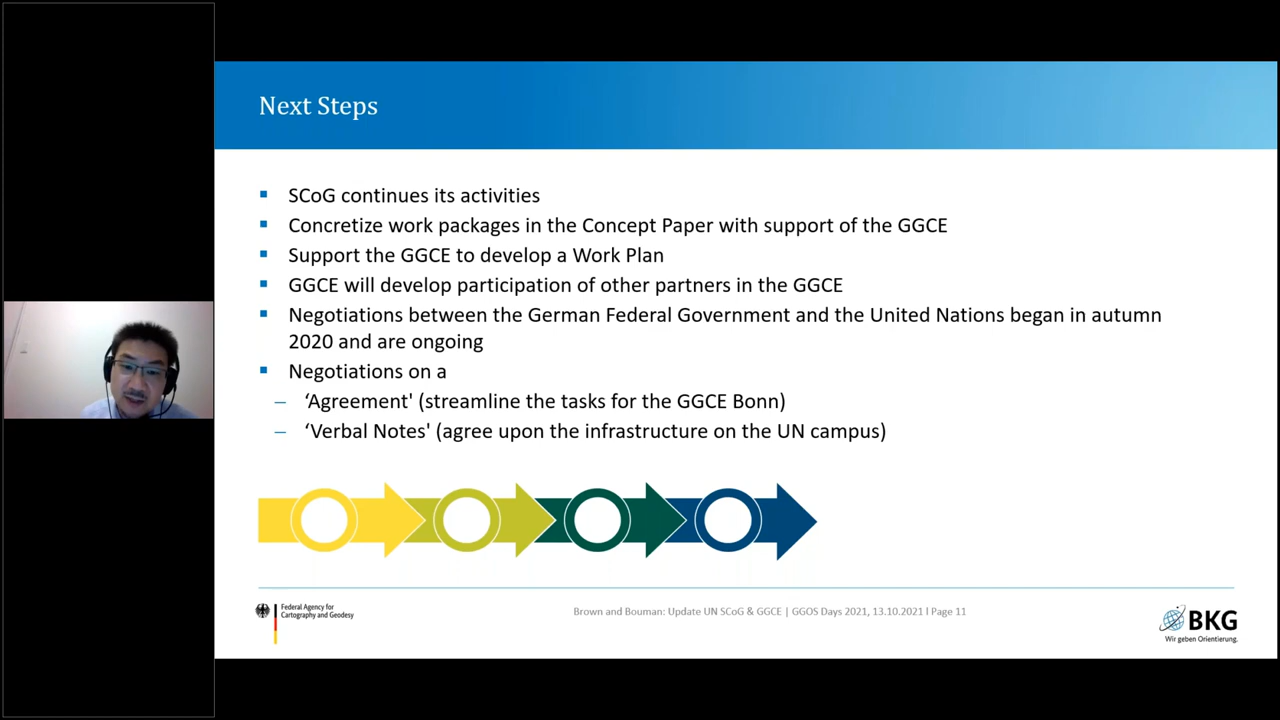 Next Steps
SCoG continues its activities
Concretize work packages in the Concept Paper with support of the GGCE
Support the GGCE to develop a Work Plan
GGCE will develop participation of other partners in the GGCE
Negotiations between the German Federal Government and the United Nations began in autumn
2020 and are ongoing
Negotiations on a
– ‘Agreement' (streamline the tasks for the GGCE Bonn)
– ‘Verbal Notes' (agree upon the infrastructure on the UN campus)
Federal Agency for
Cartography and Geodesy
Brown and Bouman: Update UN SCoG & GGCE | GGOS Days 2021, 13.10.2021 I Page 11
BKG
Wir geben Orientierung.